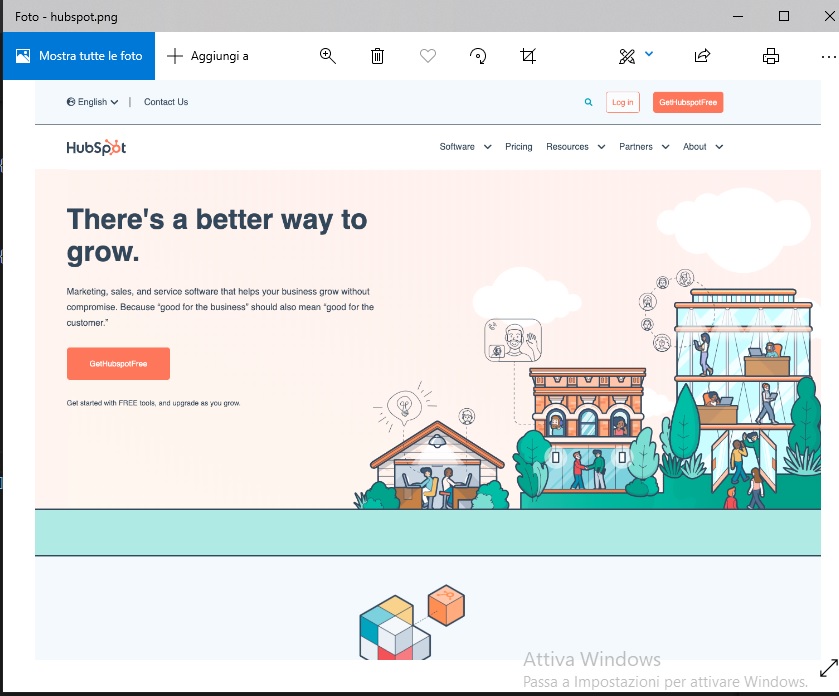 Foto - hubspot.png
Mostra tutte le foto
Aggiungi a
English
Contact Us
Log in
GetHubspotFree
HubSpot
Software
Pricing
Resources
Partners
About
There's a better way to
grow.
Marketing, sales, and service software that helps your business grow without
compromise. Because “good for the business” should also mean “good for the
customer.”
GetHubspotFree
Get started with FREE tools, and upgrade as you grow.
Attiva Windows
Passa a Impostazioni per attivare Windows.